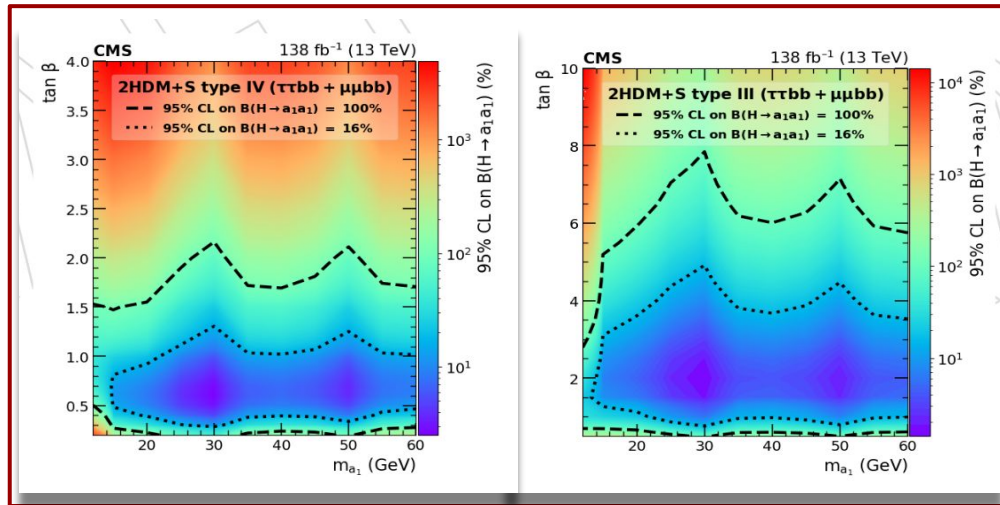 CMS
138 fb⁻¹ (13 TeV)
2HDM+S type IV (ττbb + μμbb)
95% CL on B(H→a₁a₁) = 100%
95% CL on B(H→a₁a₁) = 16%
tan β
4.0
3.5
3.0
2.5
2.0
1.5
1.0
0.5
20
30
40
50
60
m_a₁ (GeV)
10³
10²
10¹
95% CL on B(H→a₁a₁) (%)
CMS
138 fb⁻¹ (13 TeV)
2HDM+S type III (ττbb + μμbb)
95% CL on B(H→a₁a₁) = 100%
95% CL on B(H→a₁a₁) = 16%
tan β
10
8
6
4
2
20
30
40
50
60
m_a₁ (GeV)
10⁴
10³
10²
10¹
95% CL on B(H→a₁a₁) (%)